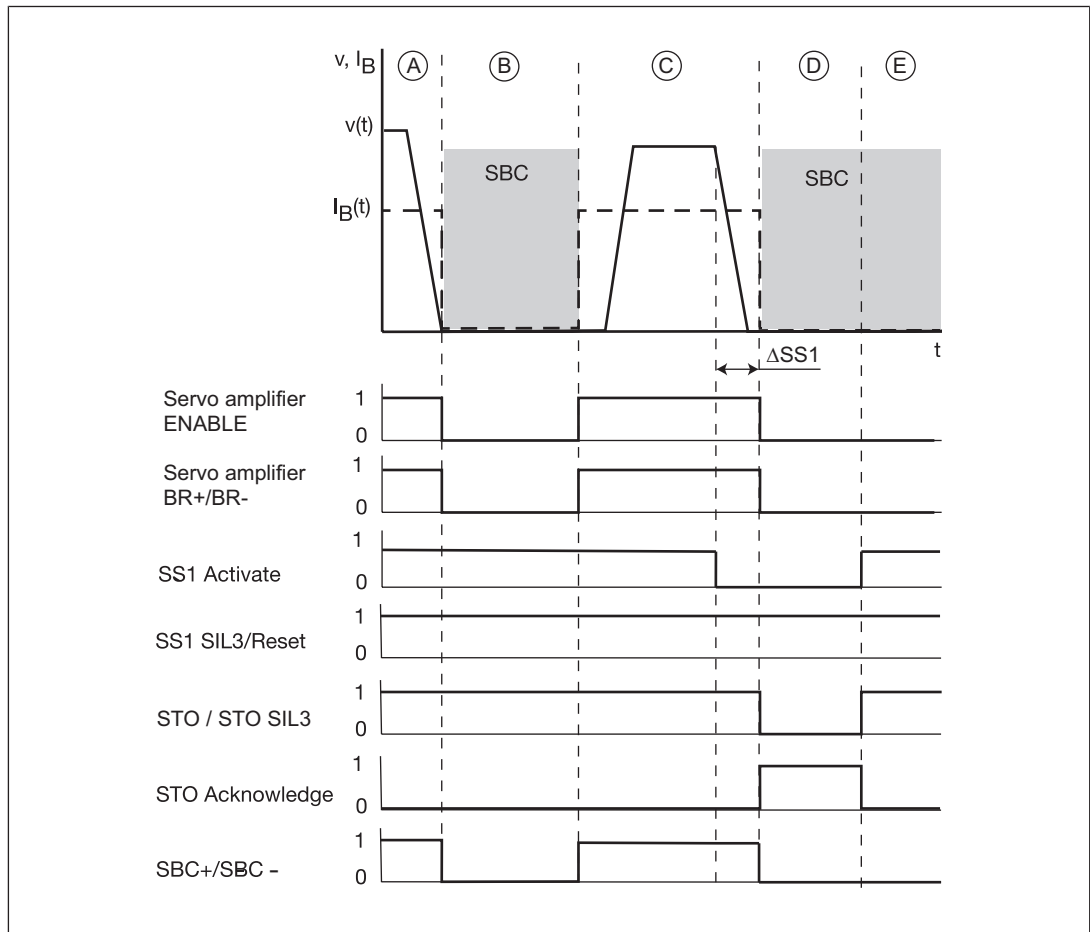 v, I_B
A
B
C
D
E
v(t)
SBC
SBC
I_B(t)
t
ΔSS1
Servo amplifier
ENABLE
1
0
Servo amplifier
BR+/BR-
1
0
SS1 Activate
1
0
SS1 SIL3/Reset
1
0
STO / STO SIL3
1
0
STO Acknowledge
1
0
SBC+/SBC -
1
0